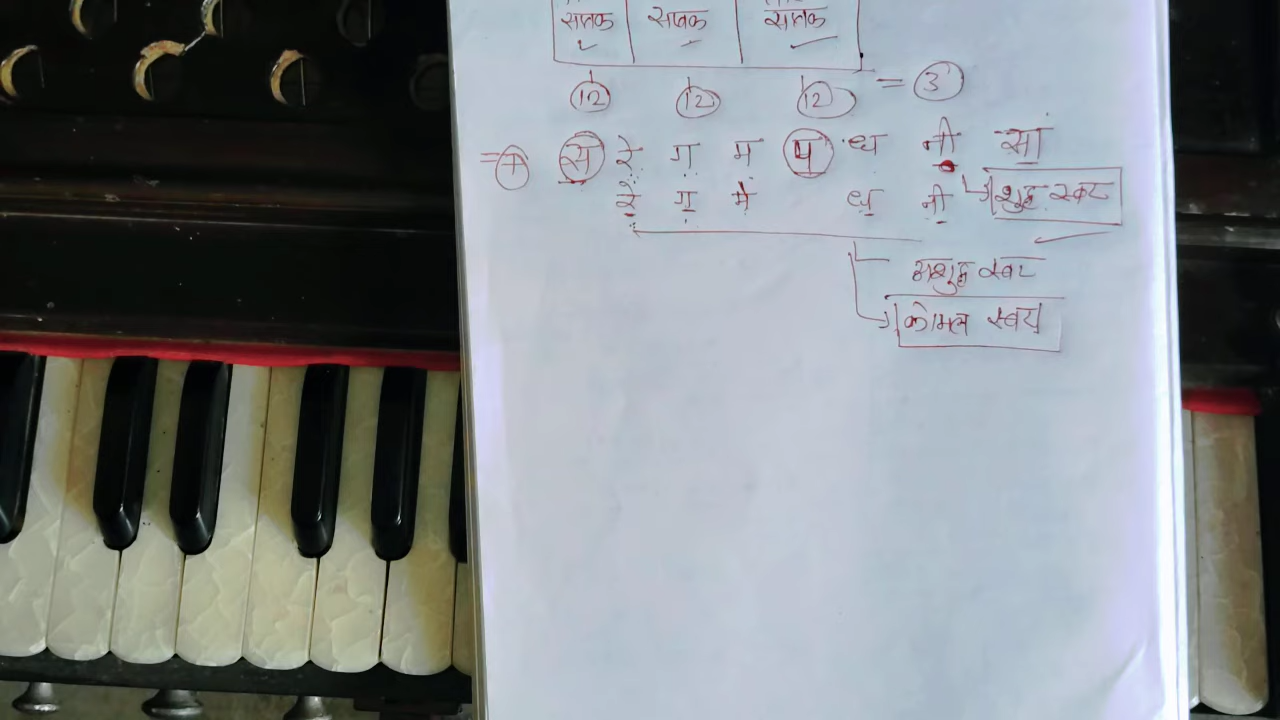 सप्तक सप्तक सप्तक
12 12 12 = 3
=7 स रे ग म प ध नी सां
रे ग मे ध नी शुद्ध स्वर
अशुद्ध स्वर
कोमल स्वर